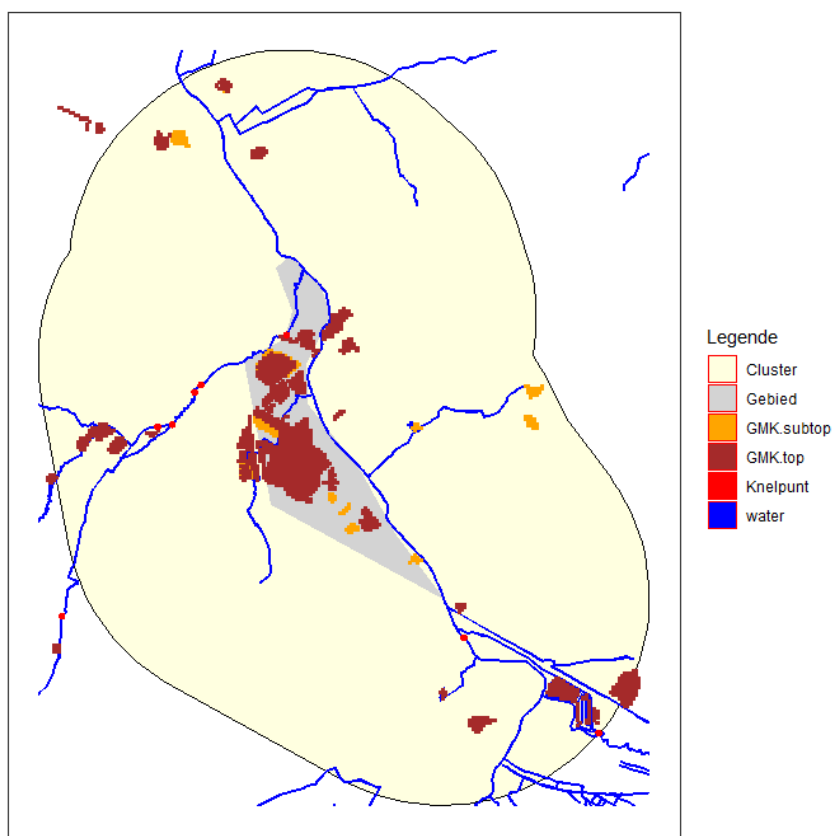 Legende
Cluster
Gebied
GMK.subtop
GMK.top
Knelpunt
water